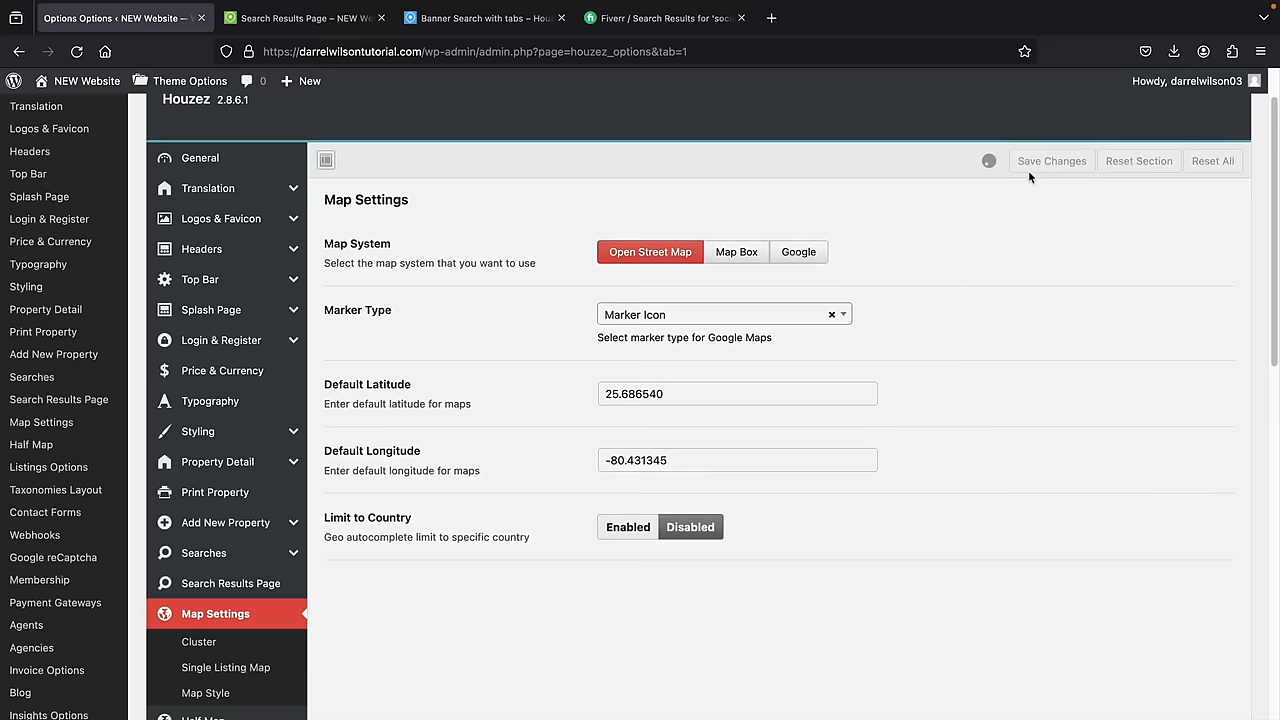 Options Options ‹ NEW Website —
Search Results Page – NEW We
Banner Search with tabs – Hou
Fiverr / Search Results for 'soci
https://darrelwilsontutorial.com/wp-admin/admin.php?page=houzez_options&tab=1
NEW Website
Theme Options
0
New
Howdy, darrelwilson03
Translation
Logos & Favicon
Headers
Top Bar
Splash Page
Login & Register
Price & Currency
Typography
Styling
Property Detail
Print Property
Add New Property
Searches
Search Results Page
Map Settings
Half Map
Listings Options
Taxonomies Layout
Contact Forms
Webhooks
Google reCaptcha
Membership
Payment Gateways
Agents
Agencies
Invoice Options
Blog
Insights Options
Houzez 2.8.6.1
General
Translation
Logos & Favicon
Headers
Top Bar
Splash Page
Login & Register
Price & Currency
Typography
Styling
Property Detail
Print Property
Add New Property
Searches
Search Results Page
Map Settings
Cluster
Single Listing Map
Map Style
Half Map
Save Changes
Reset Section
Reset All
Map Settings
Map System
Select the map system that you want to use
Open Street Map
Map Box
Google
Marker Type
Marker Icon
Select marker type for Google Maps
Default Latitude
Enter default latitude for maps
25.686540
Default Longitude
Enter default longitude for maps
-80.431345
Limit to Country
Geo autocomplete limit to specific country
Enabled
Disabled